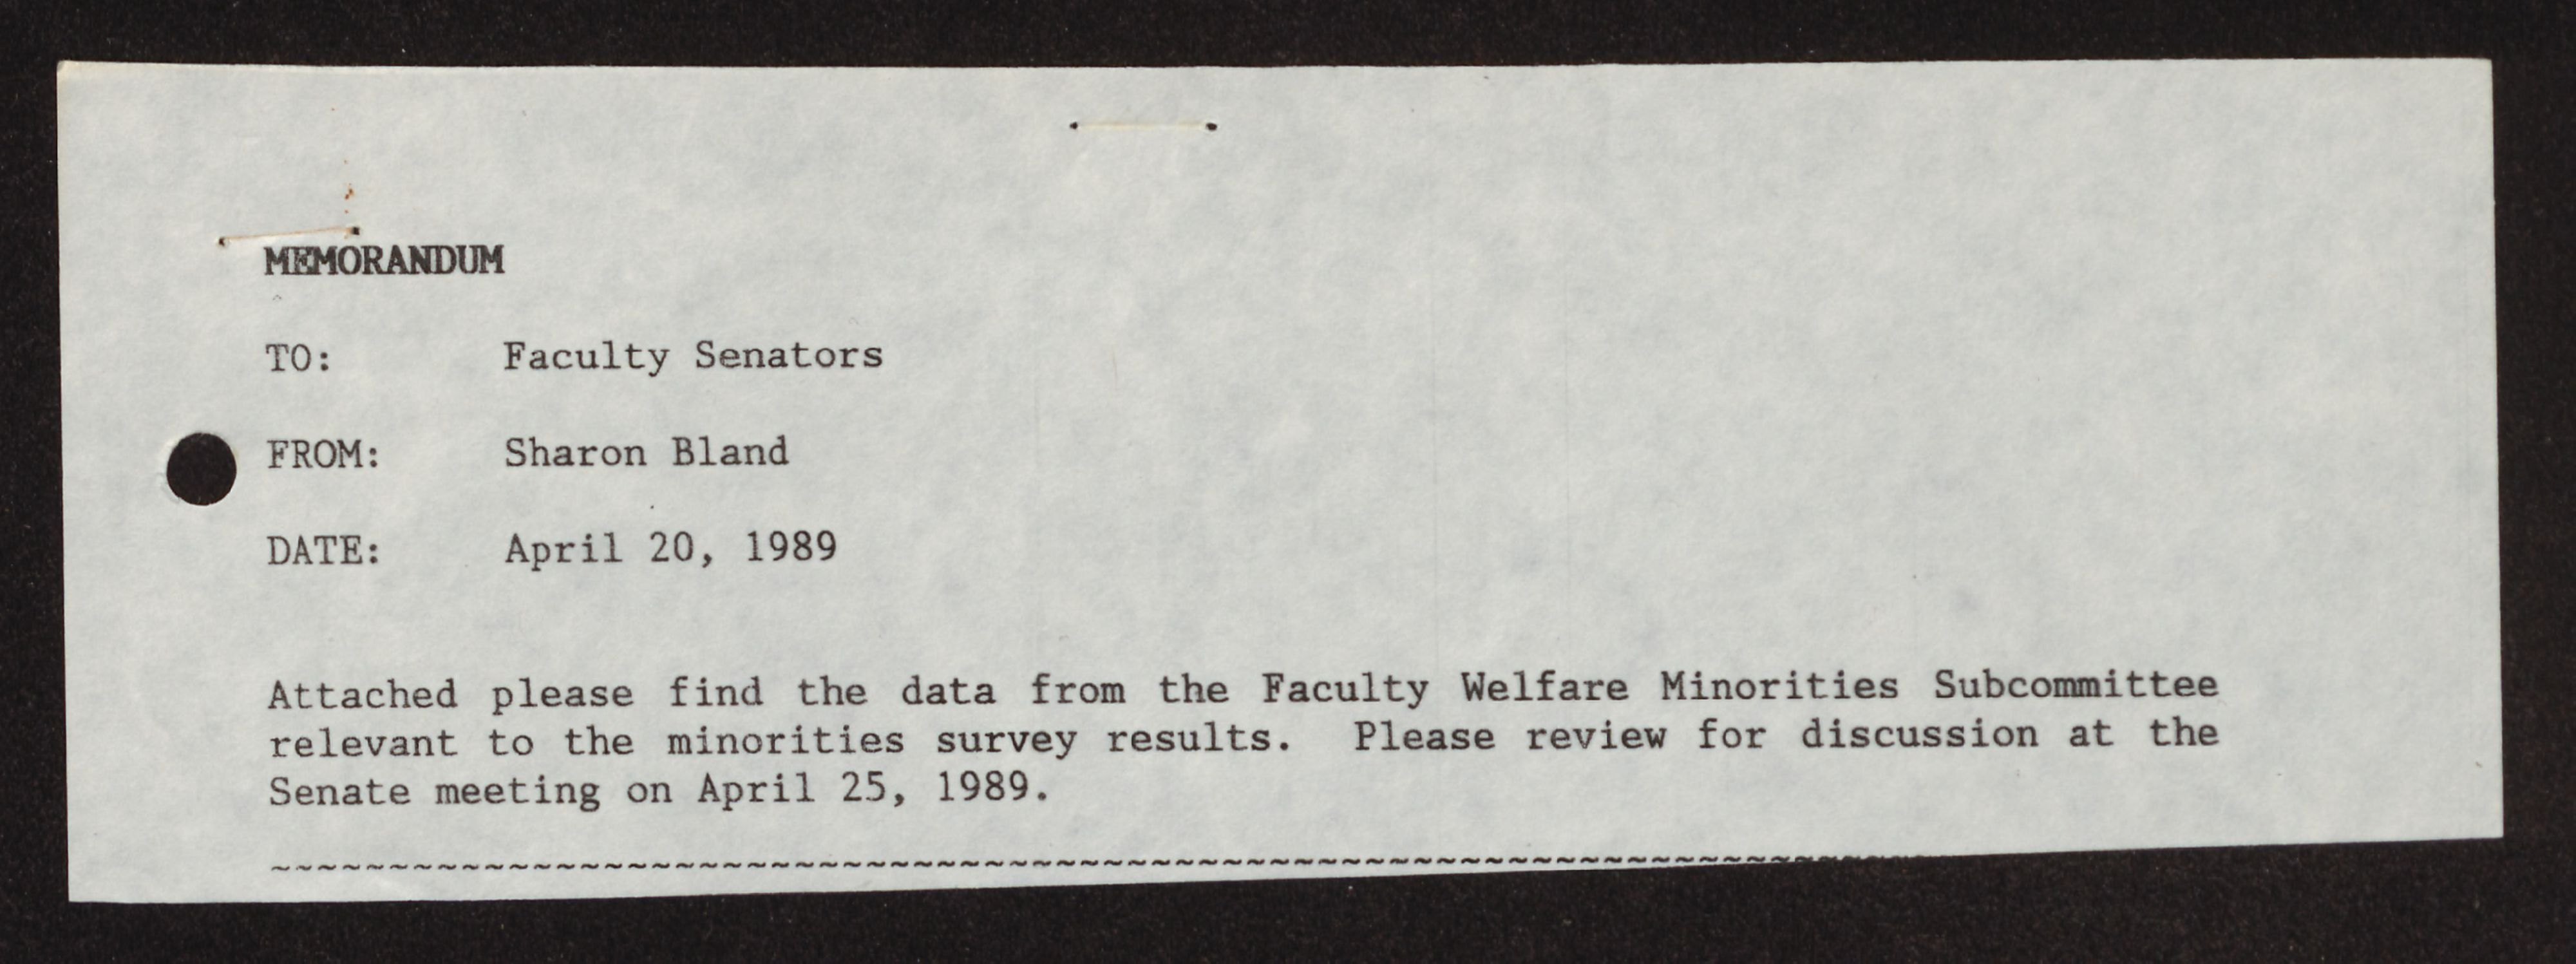 MEMORANDUM
TO: Faculty Senators
FROM: Sharon Bland
DATE: April 20, 1989
Attached please find the data from the Faculty Welfare Minorities Subcommittee
relevant to the minorities survey results. Please review for discussion at the
Senate meeting on April 25, 1989.
~~~~~~~~~~~~~~~~~~~~~~~~~~~~~~~~~~~~~~~~~~~~~~~~~~~~~~~~~~~~~~~~~~~~~